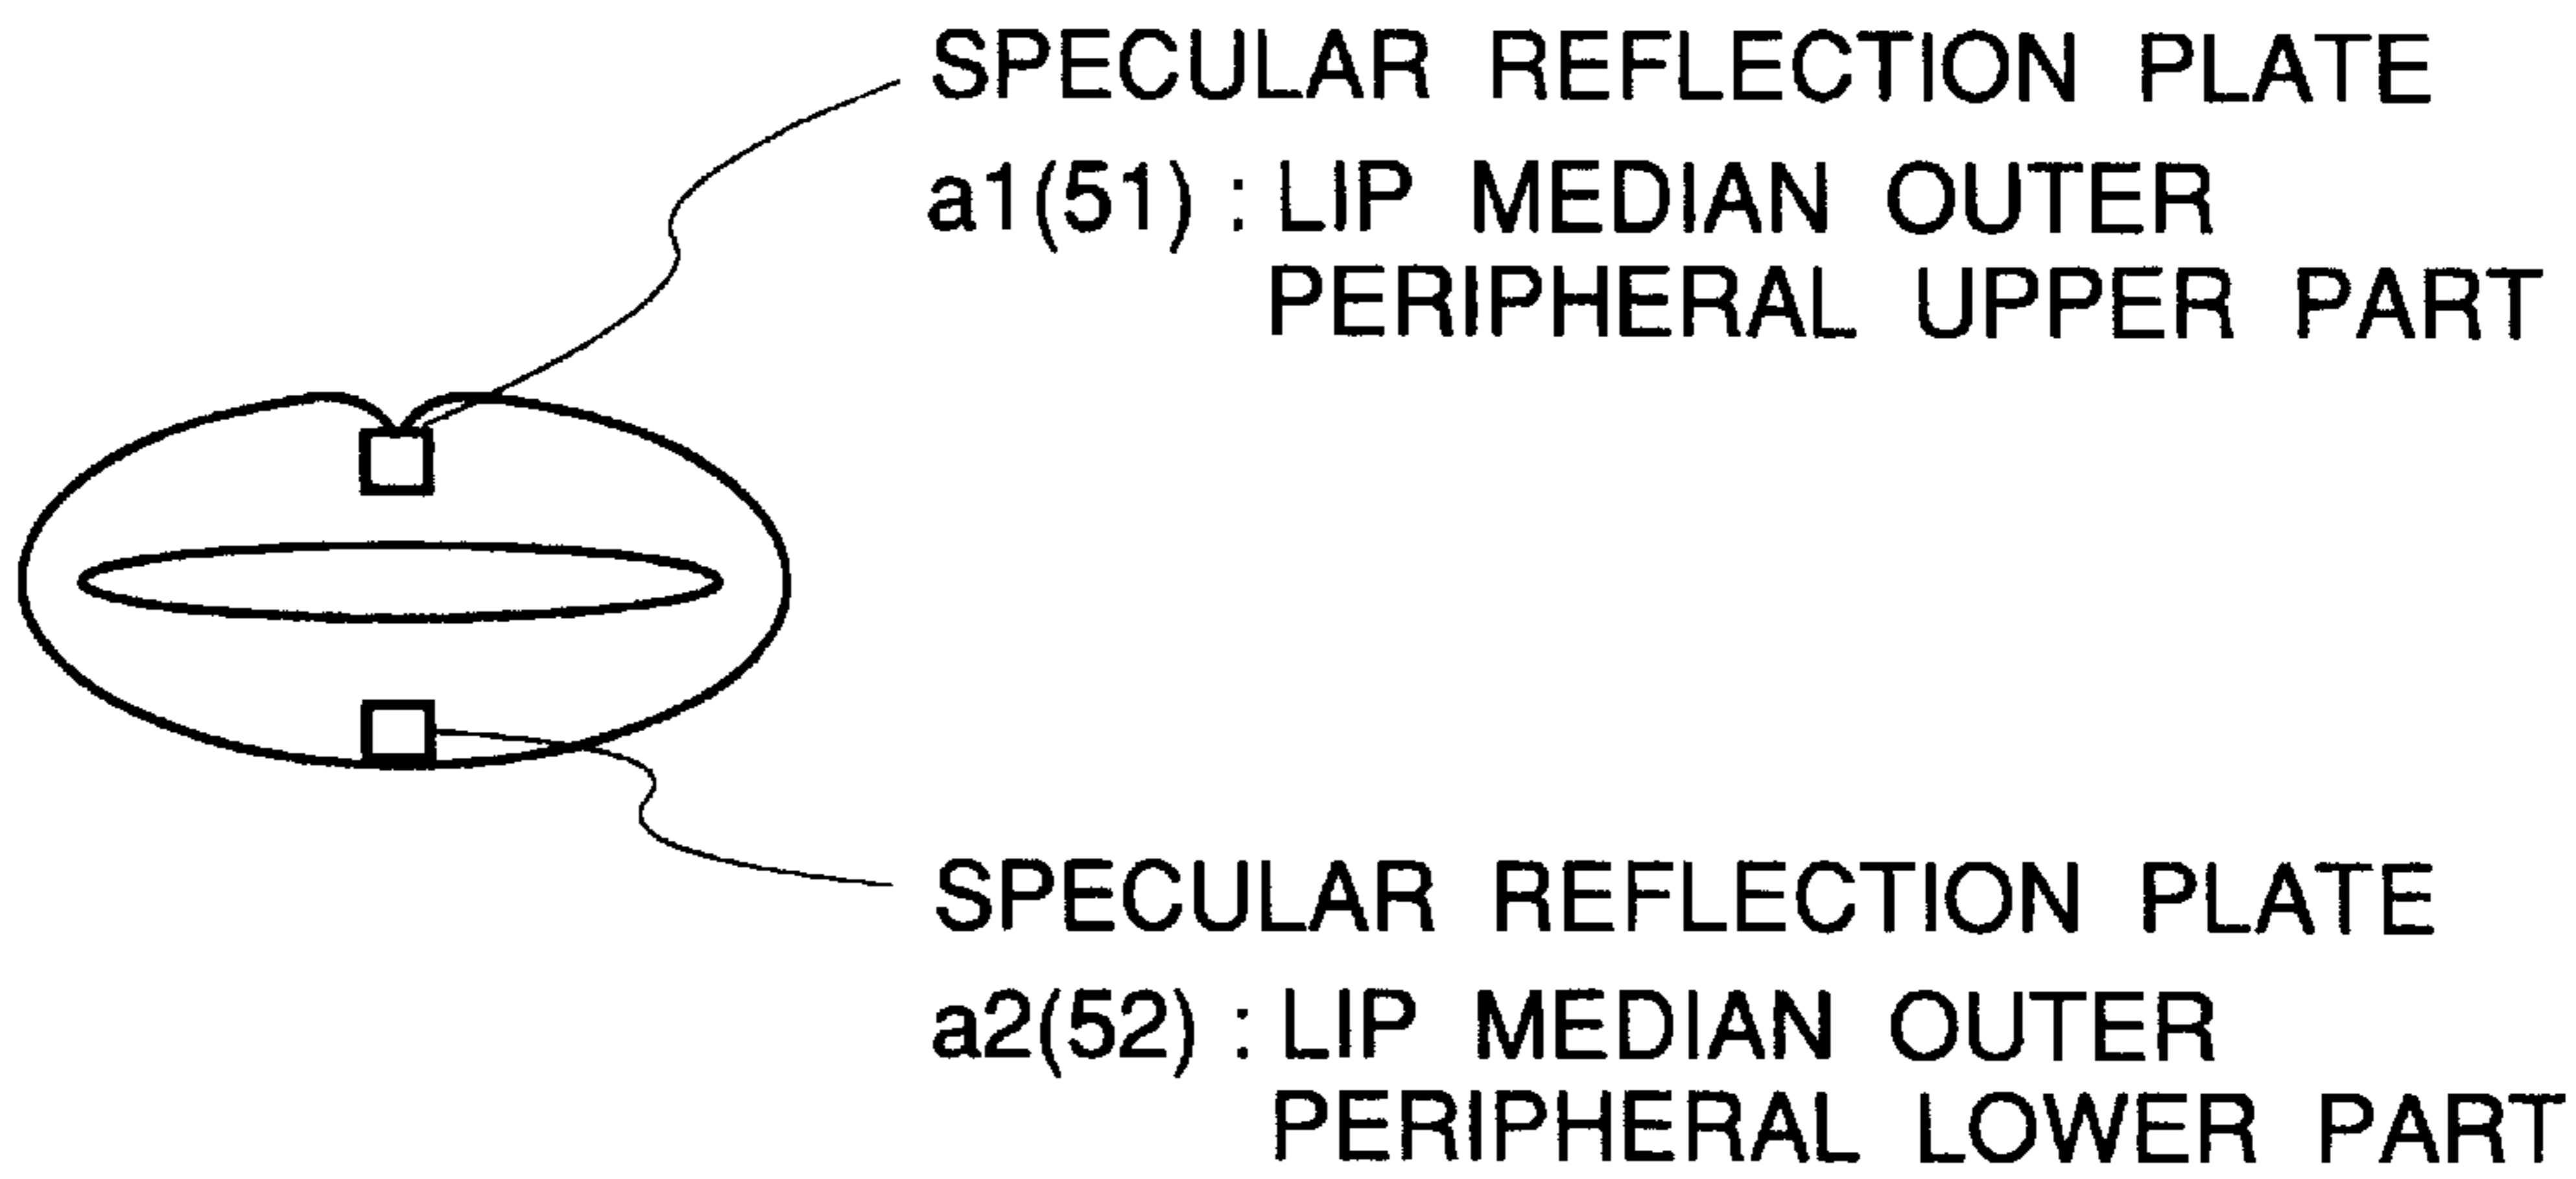 SPECULAR REFLECTION PLATE
a1(51) : LIP MEDIAN OUTER
PERIPHERAL UPPER PART
SPECULAR REFLECTION PLATE
a2(52) : LIP MEDIAN OUTER
PERIPHERAL LOWER PART